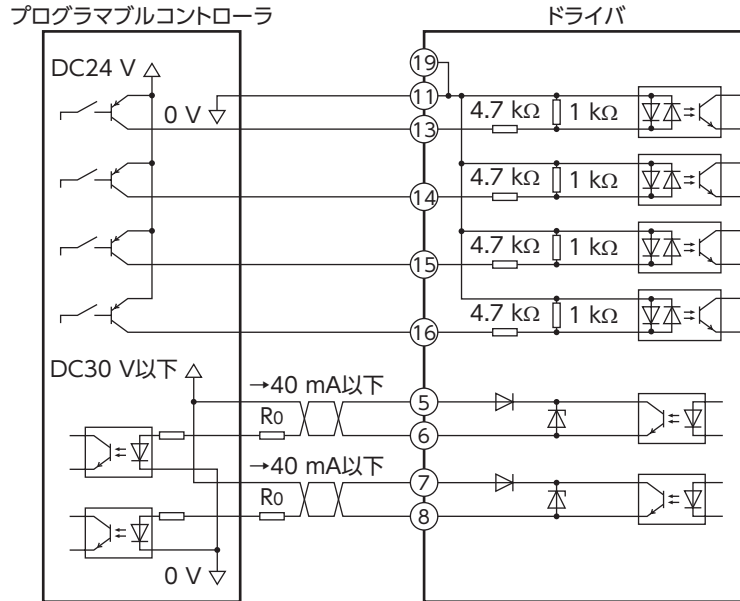 プログラマブルコントローラ
ドライバ
DC24 V
0 V
19
11
4.7 kΩ
1 kΩ
13
4.7 kΩ
1 kΩ
14
4.7 kΩ
1 kΩ
15
4.7 kΩ
1 kΩ
16
DC30 V以下
→40 mA以下
R0
5
6
→40 mA以下
R0
7
8
0 V